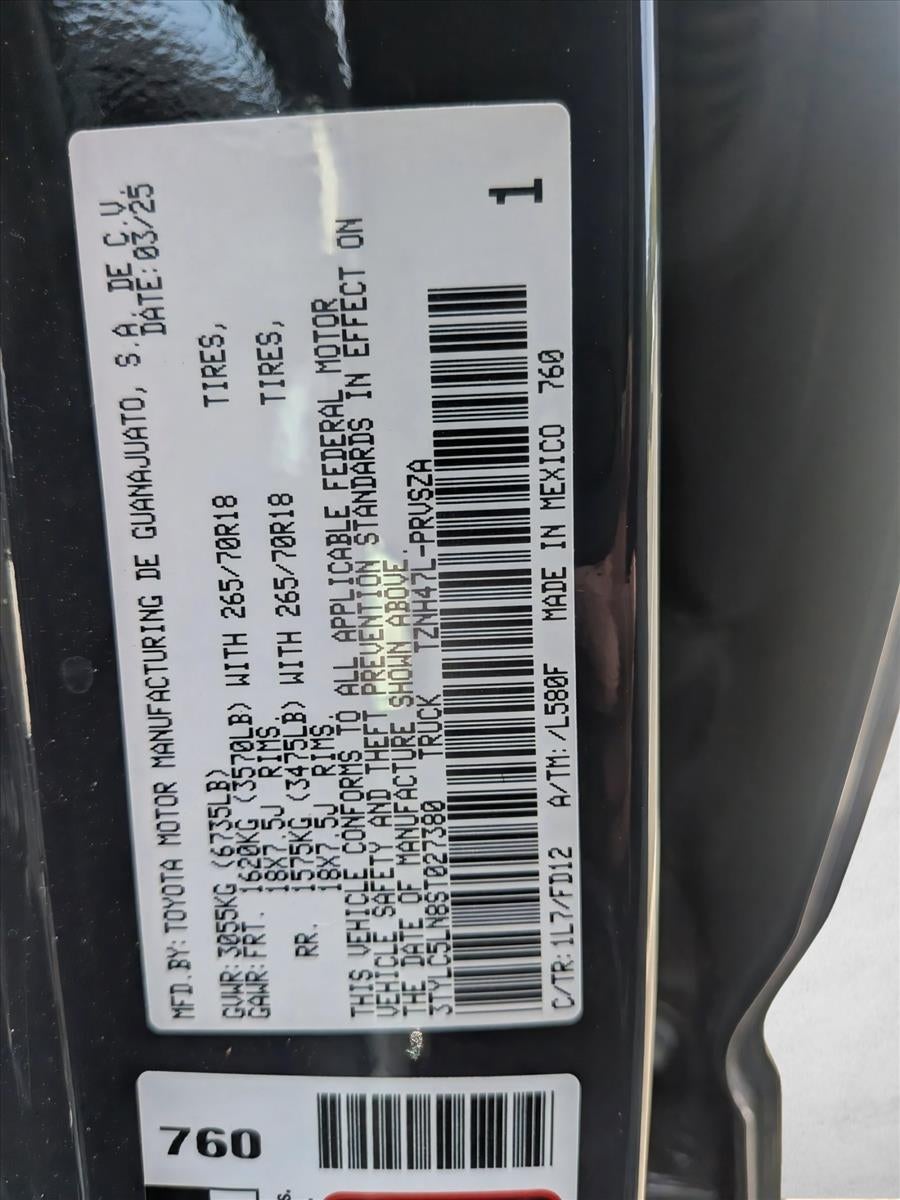 MFD.BY:TOYOTA MOTOR MANUFACTURING DE GUANAJUATO, S.A. DE C.V.
DATE:03/25
GVWR:3055KG (6735LB)
GAWR:FRT. 1620KG (3570LB) WITH 265/70R18 TIRES,
18X7.5J RIMS.
RR. 1575KG (3475LB) WITH 265/70R18 TIRES,
18X7.5J RIMS.
THIS VEHICLE CONFORMS TO ALL APPLICABLE FEDERAL MOTOR
VEHICLE SAFETY AND THEFT PREVENTION STANDARDS IN EFFECT ON
THE DATE OF MANUFACTURE SHOWN ABOVE.
3TYLC5LN8ST027380 TRUCK TZNH47L-PRVSZA
1
C/TR:1L7/FD12 A/TM:/L580F MADE IN MEXICO 760
760